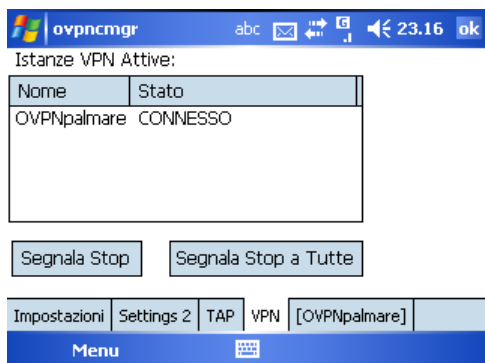 ovpncmgr abc G 23.16 ok
Istanze VPN Attive:
Nome Stato
OVPNpalmare CONNESSO
Segnala Stop Segnala Stop a Tutte
Impostazioni Settings 2 TAP VPN [OVPNpalmare]
Menu